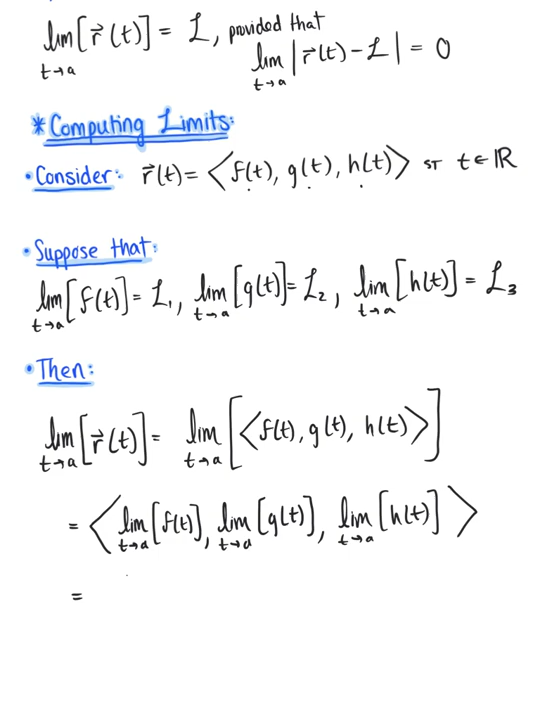 lim t→a [r⃗(t)] = L, provided that
lim t→a |r⃗(t) - L| = 0
*Computing Limits:
• Consider: r⃗(t) = ⟨f(t), g(t), h(t)⟩ ST t ∈ ℝ
• Suppose that:
lim t→a [f(t)] = L₁, lim t→a [g(t)] = L₂, lim t→a [h(t)] = L₃
• Then:
lim t→a [r⃗(t)] = lim t→a [⟨f(t), g(t), h(t)⟩]
= ⟨lim t→a [f(t)], lim t→a [g(t)], lim t→a [h(t)]⟩
=